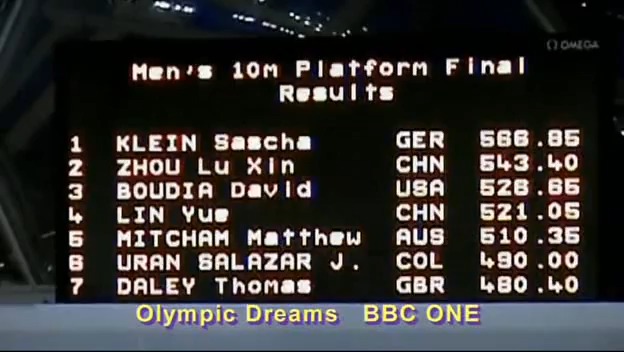 Ω OMEGA
Men's 10m Platform Final
Results
1 KLEIN Sascha GER 566.85
2 ZHOU Lu Xin CHN 543.40
3 BOUDIA David USA 528.65
4 LIN Yue CHN 521.05
5 MITCHAM Matthew AUS 510.35
6 URAN SALAZAR J. COL 490.00
7 DALEY Thomas GBR 480.40
Olympic Dreams BBC ONE